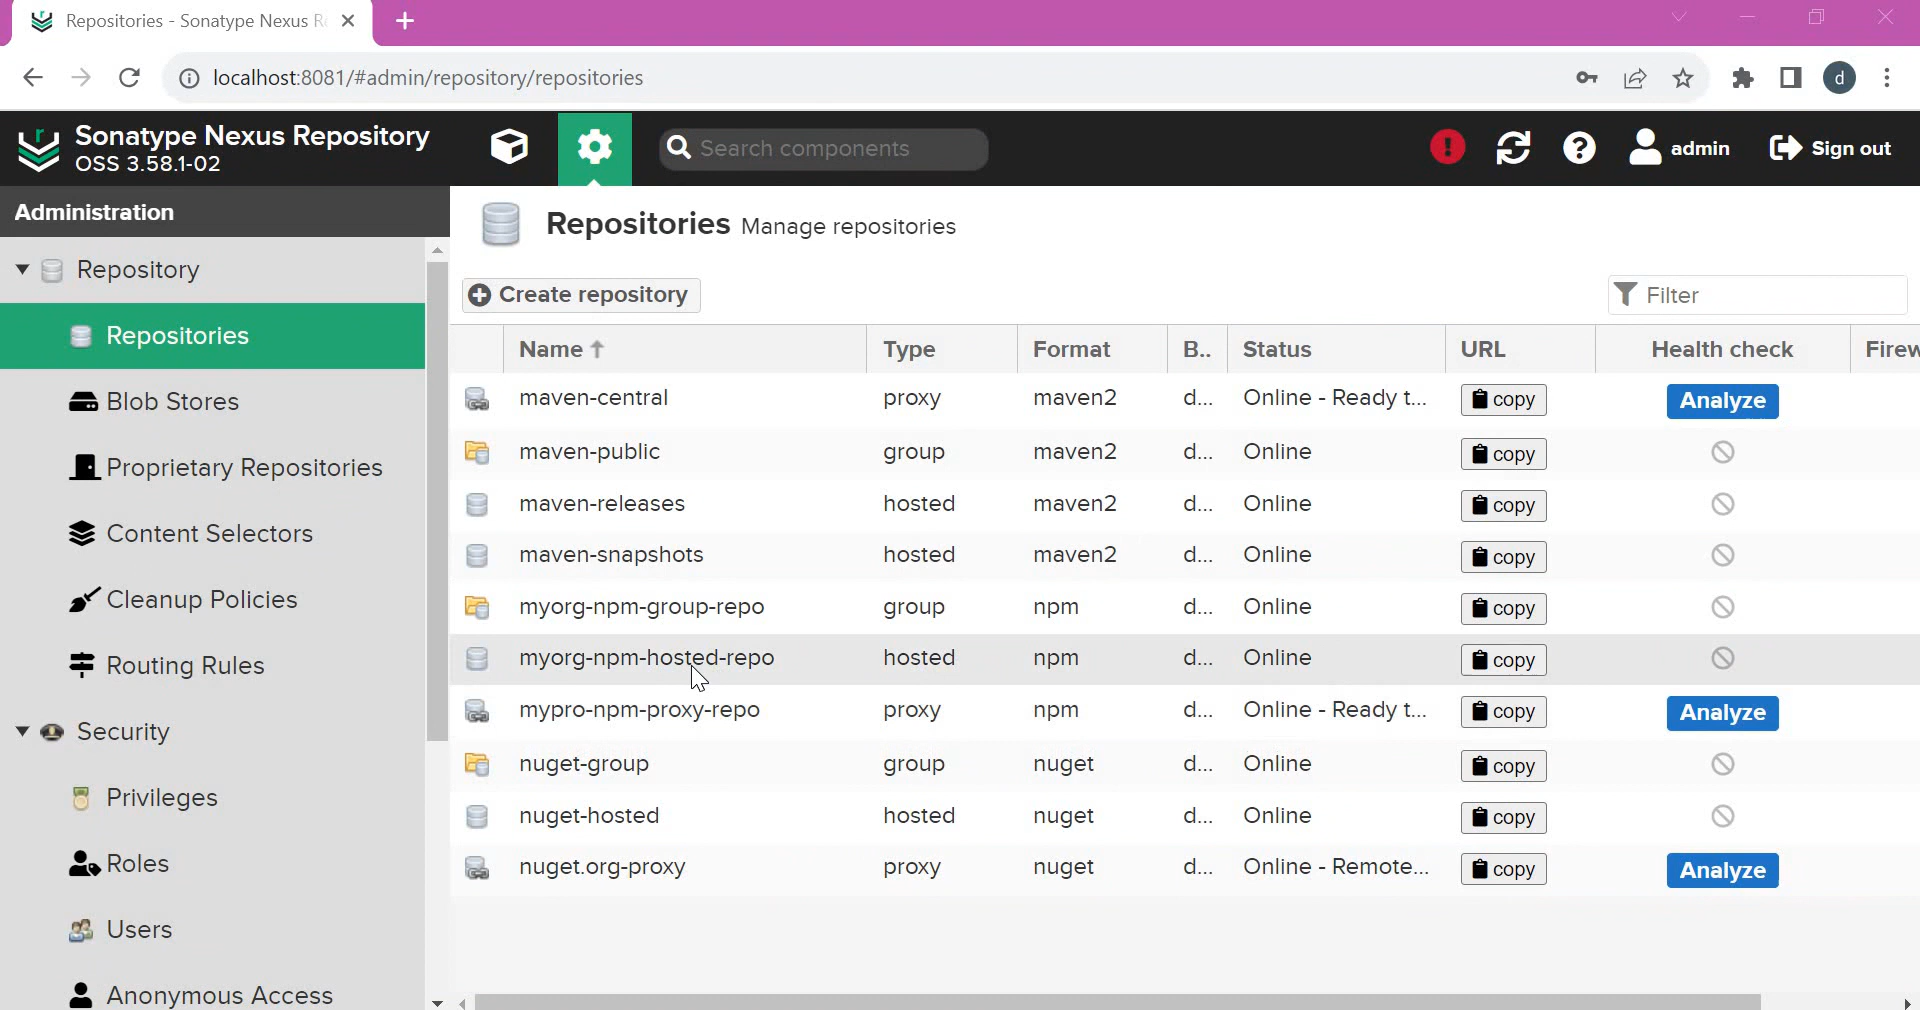 Repositories - Sonatype Nexus R
localhost:8081/#admin/repository/repositories
d
Sonatype Nexus Repository
OSS 3.58.1-02
Search components
admin
Sign out
Administration
Repository
Repositories
Blob Stores
Proprietary Repositories
Content Selectors
Cleanup Policies
Routing Rules
Security
Privileges
Roles
Users
Anonymous Access
Repositories Manage repositories
Create repository
Filter
Name Type Format B.. Status URL Health check Firew
maven-central proxy maven2 d... Online - Ready t... copy Analyze
maven-public group maven2 d... Online copy
maven-releases hosted maven2 d... Online copy
maven-snapshots hosted maven2 d... Online copy
myorg-npm-group-repo group npm d... Online copy
myorg-npm-hosted-repo hosted npm d... Online copy
mypro-npm-proxy-repo proxy npm d... Online - Ready t... copy Analyze
nuget-group group nuget d... Online copy
nuget-hosted hosted nuget d... Online copy
nuget.org-proxy proxy nuget d... Online - Remote... copy Analyze